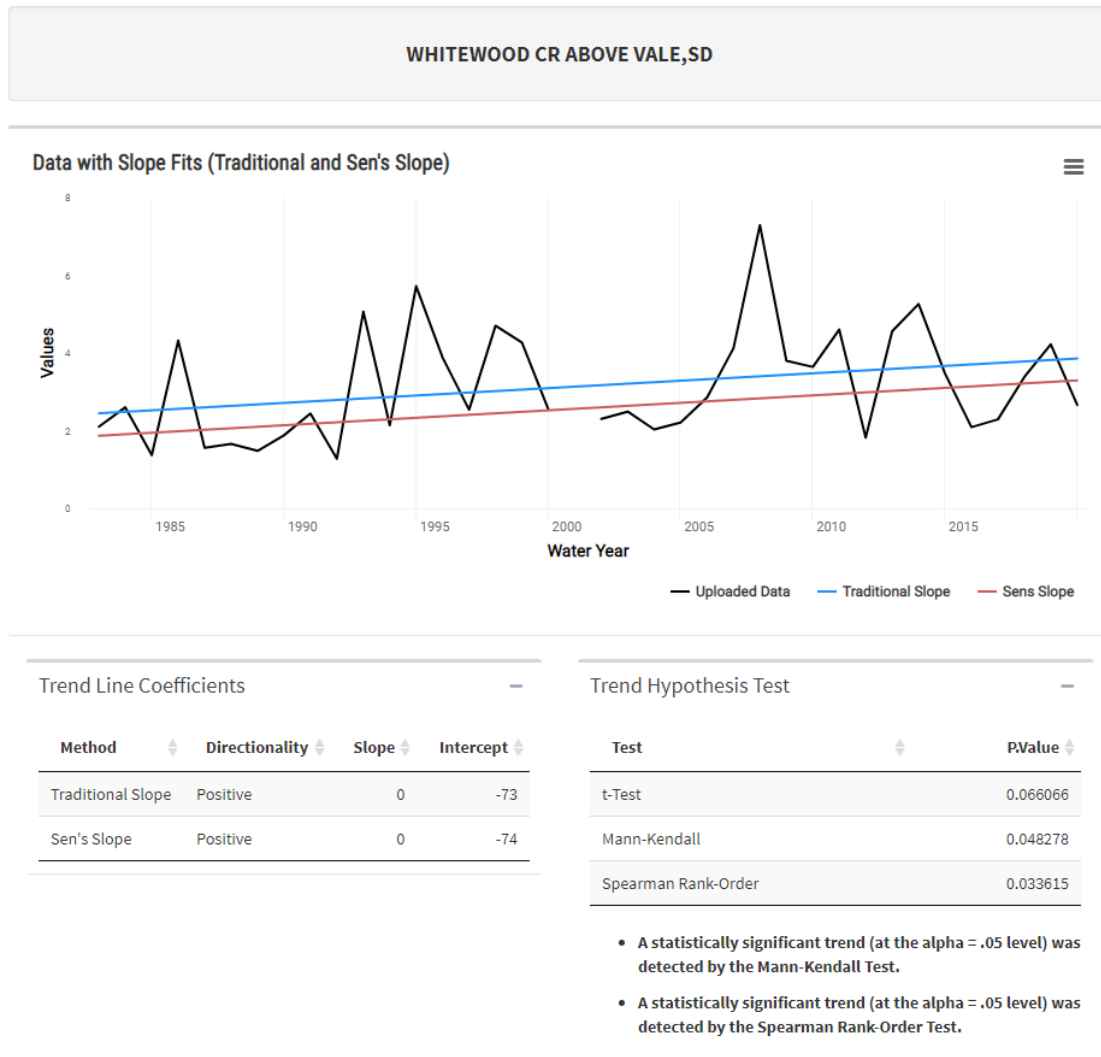 WHITEWOOD CR ABOVE VALE,SD
Data with Slope Fits (Traditional and Sen's Slope)
8
6
4
2
0
Values
1985 1990 1995 2000 2005 2010 2015
Water Year
Uploaded Data Traditional Slope Sens Slope
Trend Line Coefficients
Method Directionality Slope Intercept
Traditional Slope Positive 0 -73
Sen's Slope Positive 0 -74
Trend Hypothesis Test
Test P.Value
t-Test 0.066066
Mann-Kendall 0.048278
Spearman Rank-Order 0.033615
• A statistically significant trend (at the alpha = .05 level) was
detected by the Mann-Kendall Test.
• A statistically significant trend (at the alpha = .05 level) was
detected by the Spearman Rank-Order Test.